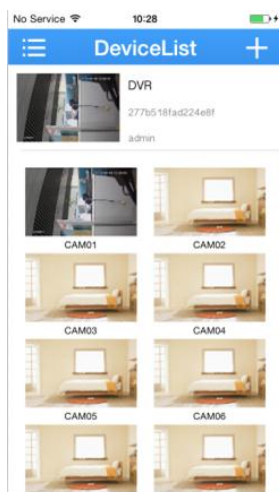 No Service 10:28
DeviceList
DVR
277b518fad224e8f
admin
CAM01 CAM02
CAM03 CAM04
CAM05 CAM06